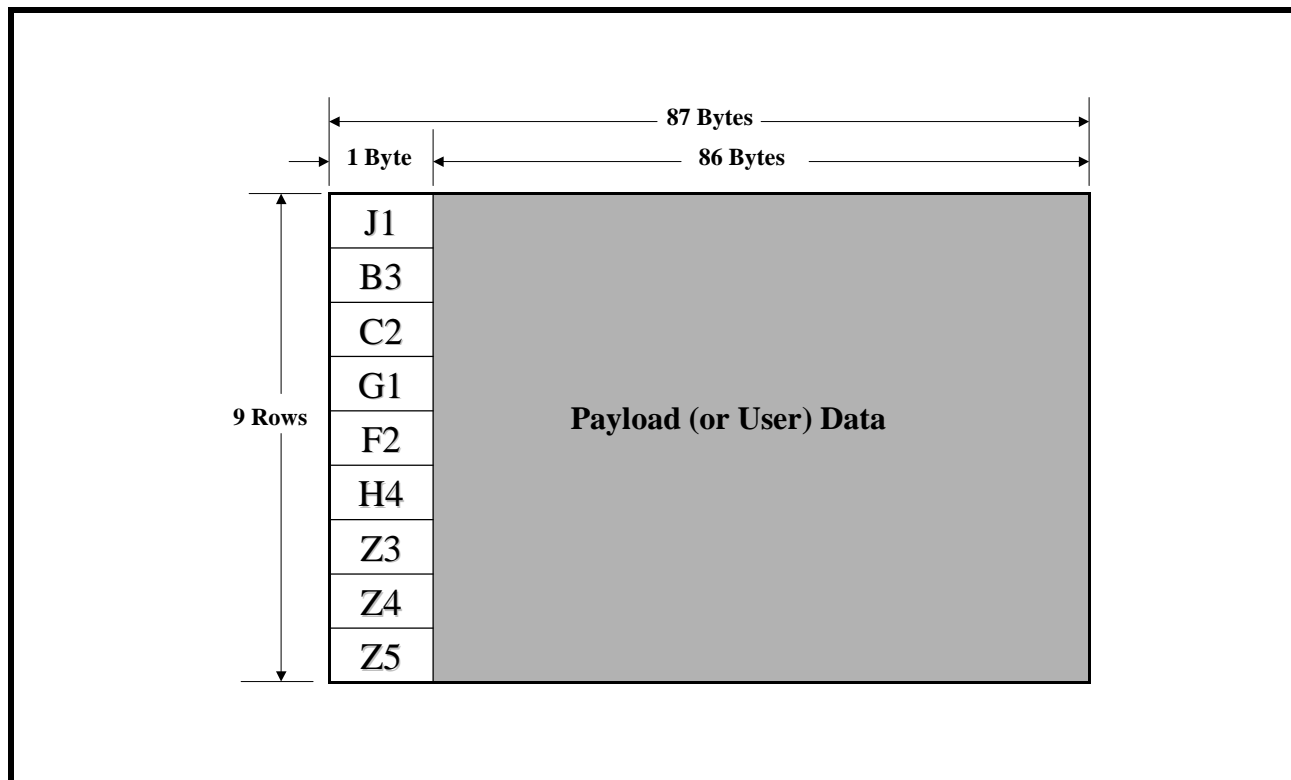 87 Bytes
1 Byte
86 Bytes
J1
B3
C2
G1
9 Rows
Payload (or User) Data
F2
H4
Z3
Z4
Z5